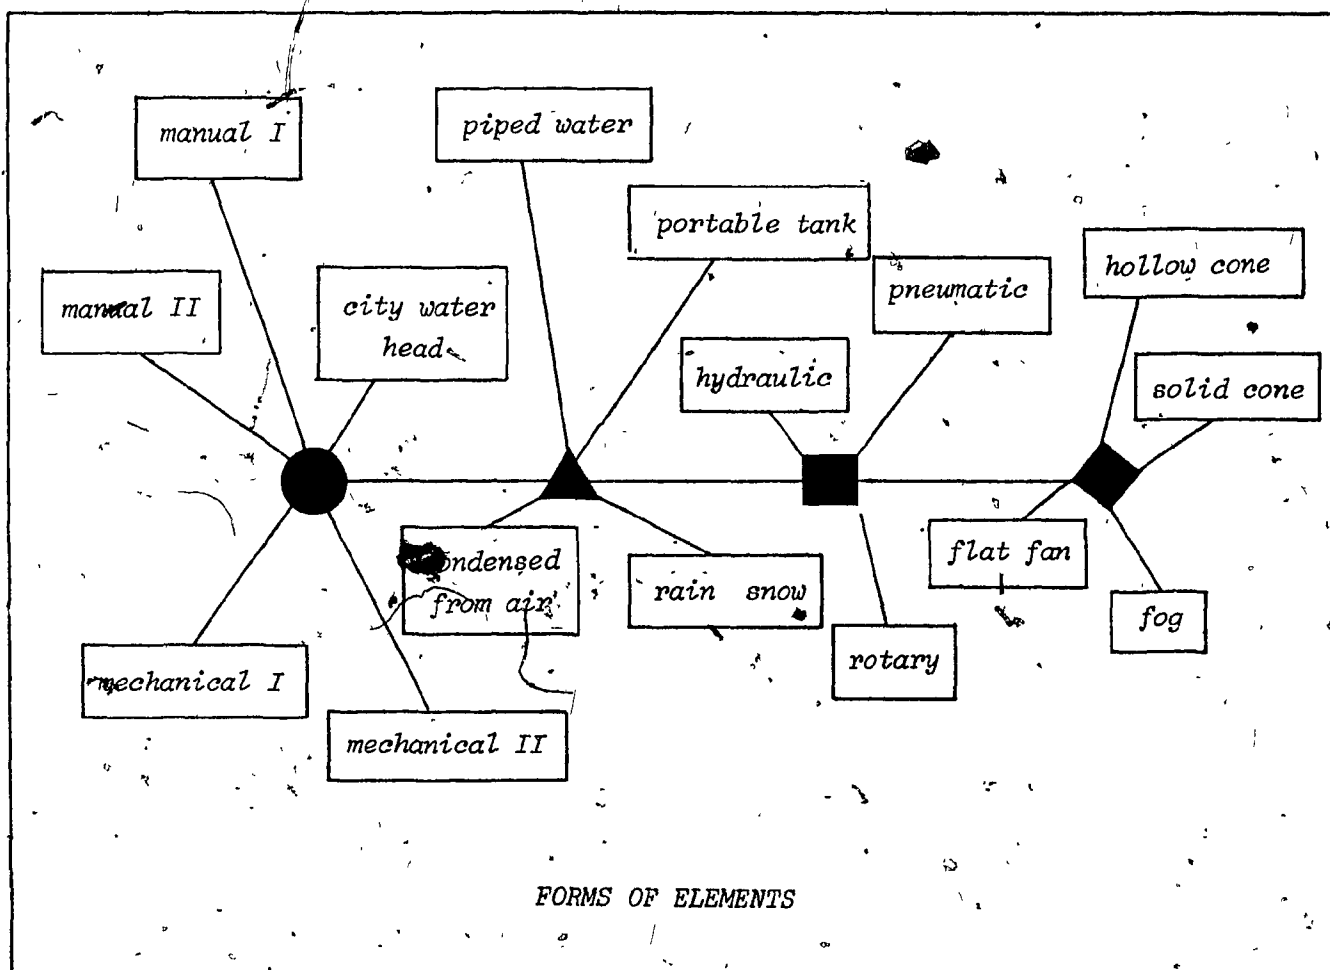 manual I
piped water
portable tank
hollow cone
pneumatic
manual II
city water
head
hydraulic
solid cone
flat fan
from air
rain snow
fog
rotary
mechanical I
mechanical II
FORMS OF ELEMENTS